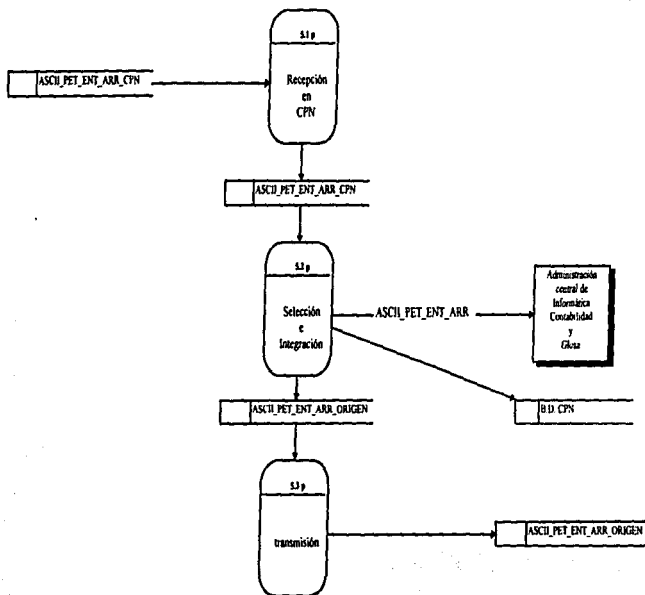 5.1 p
ASCII_PET_ENT_ARR_CPN
Recepción
en
CPN
ASCII_PET_ENT_ARR_CPN
5.2 p
Selección
e
Integración
ASCII_PET_ENT_ARR
Administración
central de
Informática
Contabilidad
y
Glosa
ASCII_PET_ENT_ARR_ORIGEN
B.D. CPN
5.3 p
transmisión
ASCII_PET_ENT_ARR_ORIGEN